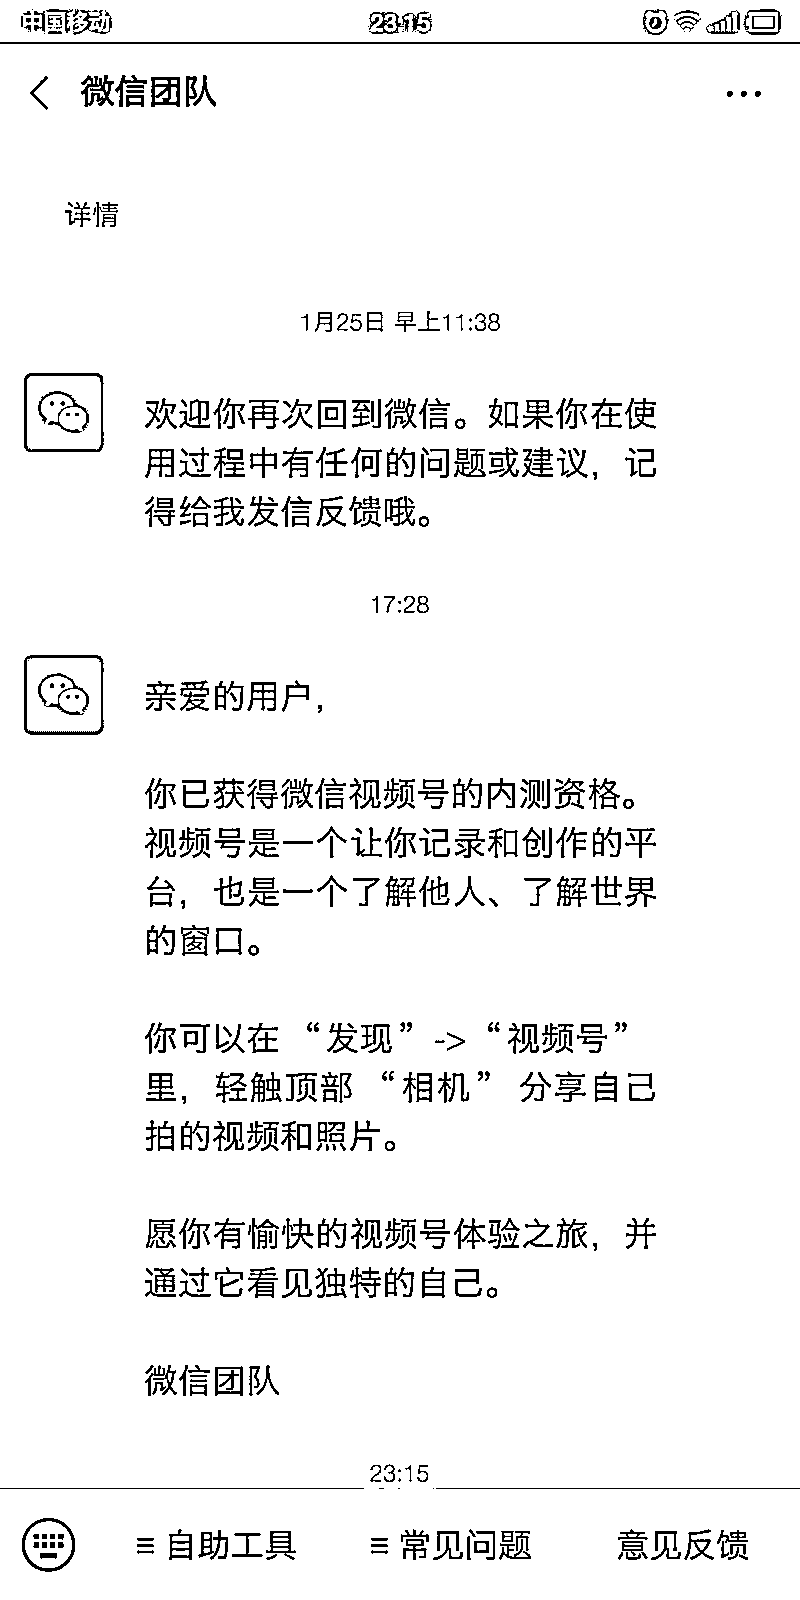 中国移动 23:15
微信团队
详情
1月25日 早上11:38
欢迎你再次回到微信。如果你在使
用过程中有任何的问题或建议，记
得给我发信反馈哦。
17:28
亲爱的用户，
你已获得微信视频号的内测资格。
视频号是一个让你记录和创作的平
台，也是一个了解他人、了解世界
的窗口。
你可以在“发现”->“视频号”
里，轻触顶部“相机”分享自己
拍的视频和照片。
愿你有愉快的视频号体验之旅，并
通过它看见独特的自己。
微信团队
23:15
≡ 自助工具 ≡ 常见问题 意见反馈